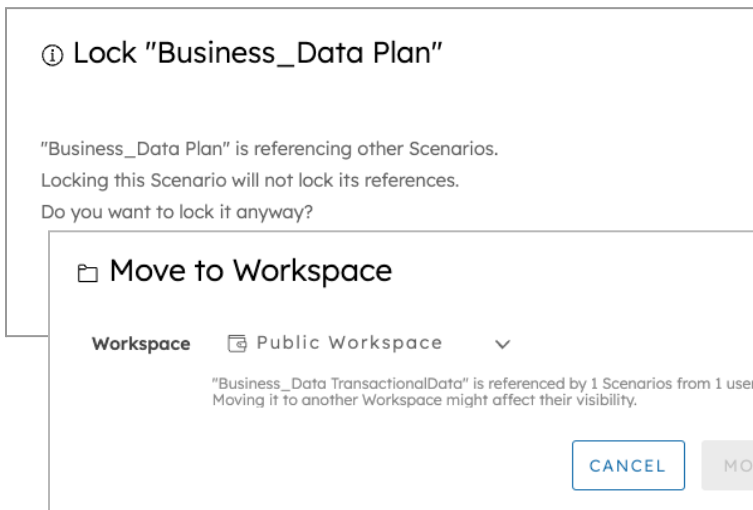 Lock "Business_Data Plan"
"Business_Data Plan" is referencing other Scenarios.
Locking this Scenario will not lock its references.
Do you want to lock it anyway?
Move to Workspace
Workspace Public Workspace
"Business_Data TransactionalData" is referenced by 1 Scenarios from 1
Moving it to another Workspace might affect their visibility.
CANCEL